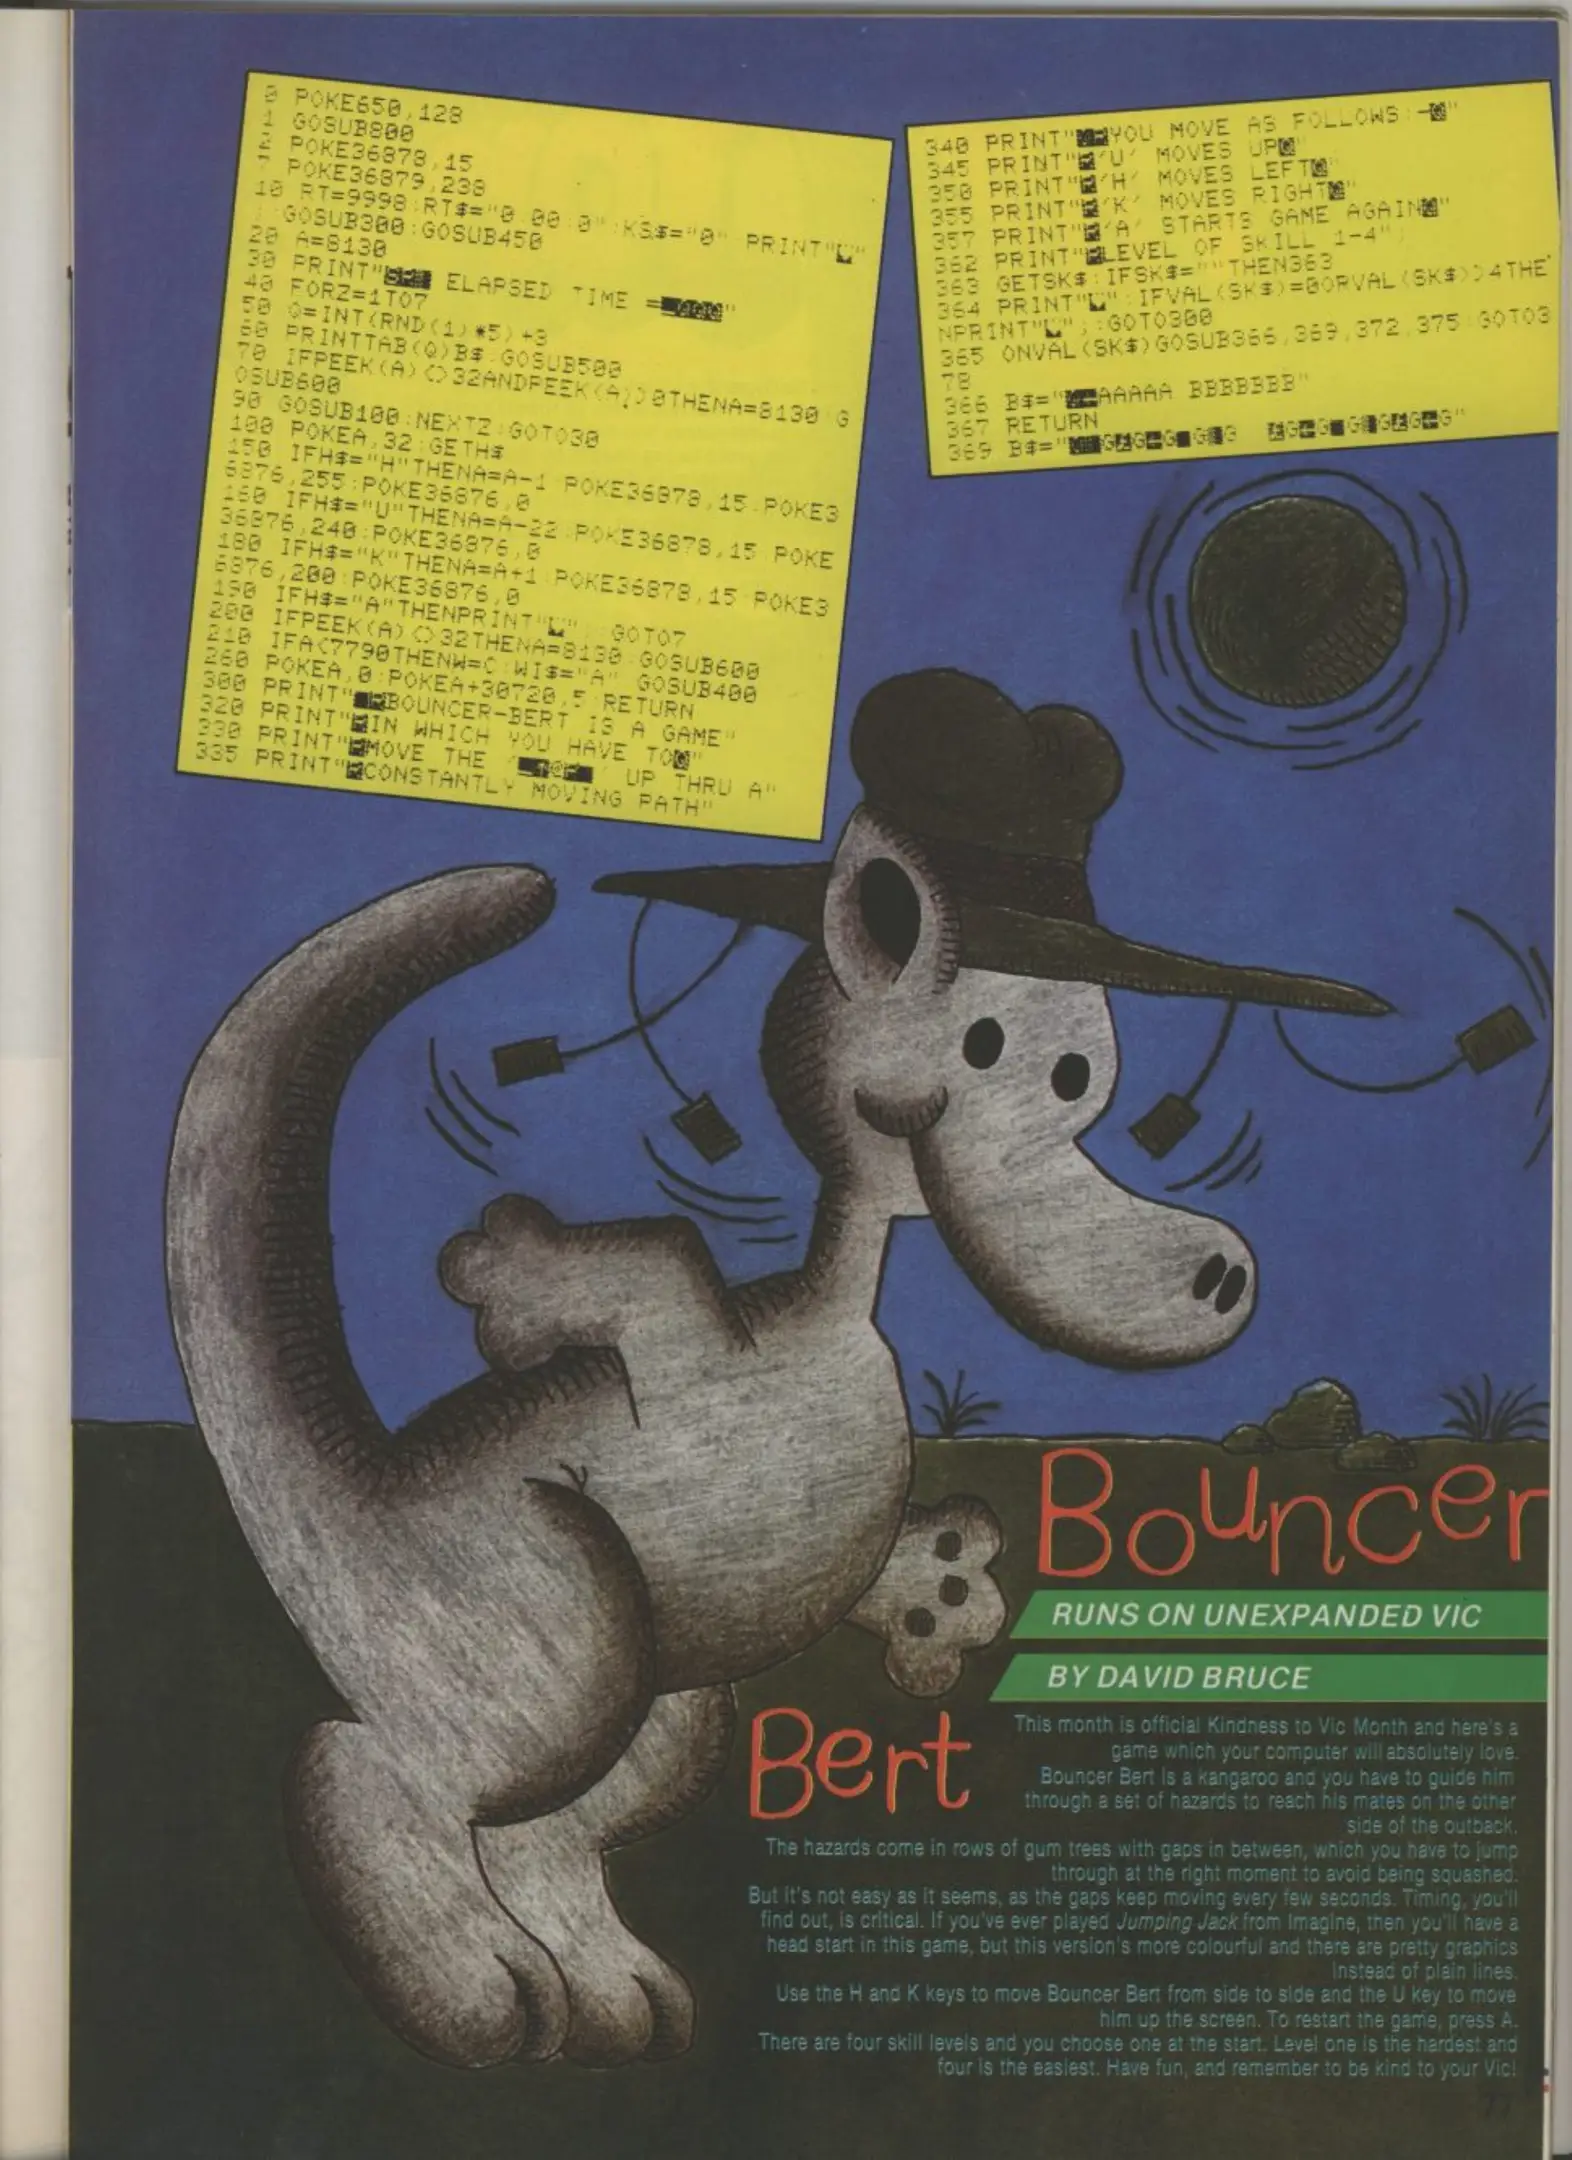 0 POKE650,128
1 GOSUB800
2 POKE36878,15
7 POKE36879,238
10 RT=9998:RT$="0:00:0":KS$="0" PRINT"
:GOSUB300:GOSUB450
20 A=8130
30 PRINT" ELAPSED TIME =
40 FORZ=1TO7
50 Q=INT(RND(1)*5)+3
60 PRINTTAB(Q)B$:GOSUB500
70 IFPEEK(A)<>32ANDPEEK(A)>0THENA=8130:G
OSUB600
90 GOSUB100:NEXTZ:GOTO30
100 POKEA,32:GETH$
150 IFH$="H"THENA=A-1:POKE36878,15:POKE3
6876,255:POKE36876,0
160 IFH$="U"THENA=A-22:POKE36878,15:POKE
36876,240:POKE36876,0
180 IFH$="K"THENA=A+1:POKE36878,15:POKE3
6876,200:POKE36876,0
190 IFH$="A"THENPRINT" :GOTO7
200 IFPEEK(A)<>32THENA=8130:GOSUB600
210 IFA<7790THENW=C:WI$="A" GOSUB400
260 POKEA,0:POKEA+30720,5:RETURN
300 PRINT" BOUNCER-BERT IS A GAME"
320 PRINT" IN WHICH YOU HAVE TO
330 PRINT" MOVE THE ' ' UP THRU A"
335 PRINT" CONSTANTLY MOVING PATH"
340 PRINT" YOU MOVE AS FOLLOWS:-
345 PRINT" 'U' MOVES UP
350 PRINT" 'H' MOVES LEFT
355 PRINT" 'K' MOVES RIGHT
357 PRINT" 'A' STARTS GAME AGAIN
362 PRINT" LEVEL OF SKILL 1-4";
363 GETSK$:IFSK$=""THEN363
364 PRINT" :IFVAL(SK$)=0ORVAL(SK$)>4THE
NPRINT" ;:GOTO300
365 ONVAL(SK$)GOSUB366,369,372,375:GOTO3
78
366 B$=" AAAAA BBBBBBB"
367 RETURN
369 B$="
Bouncer
RUNS ON UNEXPANDED VIC
BY DAVID BRUCE
Bert
This month is official Kindness to Vic Month and here's a
game which your computer will absolutely love.
Bouncer Bert is a kangaroo and you have to guide him
through a set of hazards to reach his mates on the other
side of the outback.
The hazards come in rows of gum trees with gaps in between, which you have to jump
through at the right moment to avoid being squashed.
But it's not easy as it seems, as the gaps keep moving every few seconds. Timing, you'll
find out, is critical. If you've ever played Jumping Jack from Imagine, then you'll have a
head start in this game, but this version's more colourful and there are pretty graphics
instead of plain lines.
Use the H and K keys to move Bouncer Bert from side to side and the U key to move
him up the screen. To restart the game, press A.
There are four skill levels and you choose one at the start. Level one is the hardest and
four is the easiest. Have fun, and remember to be kind to your Vic!